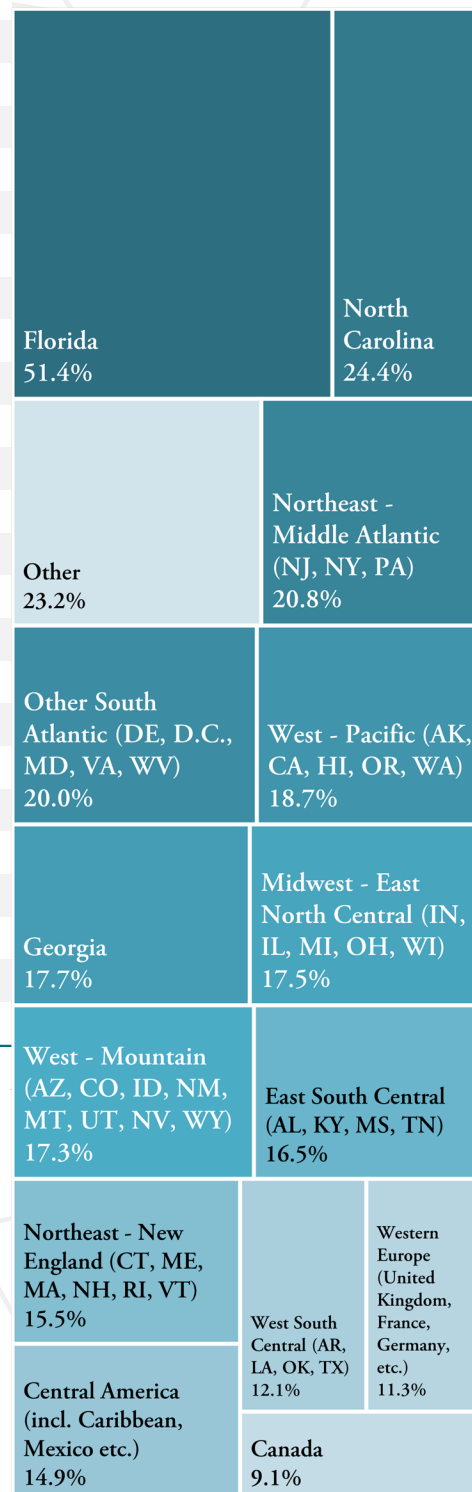 Florida
51.4%
North
Carolina
24.4%
Other
23.2%
Northeast -
Middle Atlantic
(NJ, NY, PA)
20.8%
Other South
Atlantic (DE, D.C.,
MD, VA, WV)
20.0%
West - Pacific (AK,
CA, HI, OR, WA)
18.7%
Georgia
17.7%
Midwest - East
North Central (IN,
IL, MI, OH, WI)
17.5%
West - Mountain
(AZ, CO, ID, NM,
MT, UT, NV, WY)
17.3%
East South Central
(AL, KY, MS, TN)
16.5%
Northeast - New
England (CT, ME,
MA, NH, RI, VT)
15.5%
West South
Central (AR,
LA, OK, TX)
12.1%
Western
Europe
(United
Kingdom,
France,
Germany,
etc.)
11.3%
Central America
(incl. Caribbean,
Mexico etc.)
14.9%
Canada
9.1%